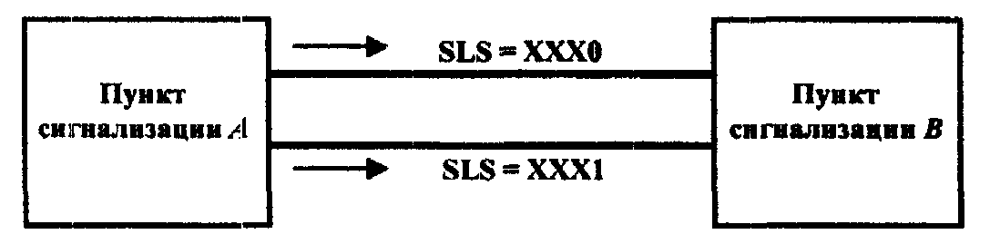 SLS = XXX0
Пункт
сигнализации A
Пункт
сигнализации B
SLS = XXX1